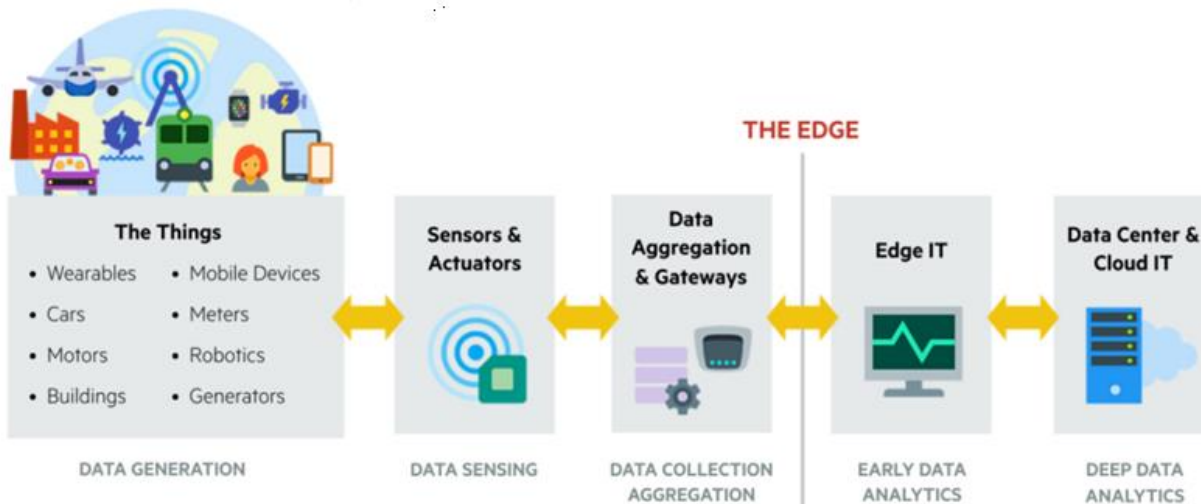 THE EDGE
The Things
• Wearables
• Cars
• Motors
• Buildings
• Mobile Devices
• Meters
• Robotics
• Generators
DATA GENERATION
Sensors &
Actuators
DATA SENSING
Data
Aggregation
& Gateways
DATA COLLECTION
AGGREGATION
Edge IT
EARLY DATA
ANALYTICS
Data Center &
Cloud IT
DEEP DATA
ANALYTICS